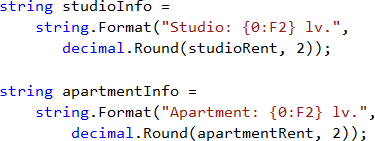 string studioInfo =
string.Format("Studio: {0:F2} lv.",
decimal.Round(studioRent, 2));
string apartmentInfo =
string.Format("Apartment: {0:F2} lv.",
decimal.Round(apartmentRent, 2));